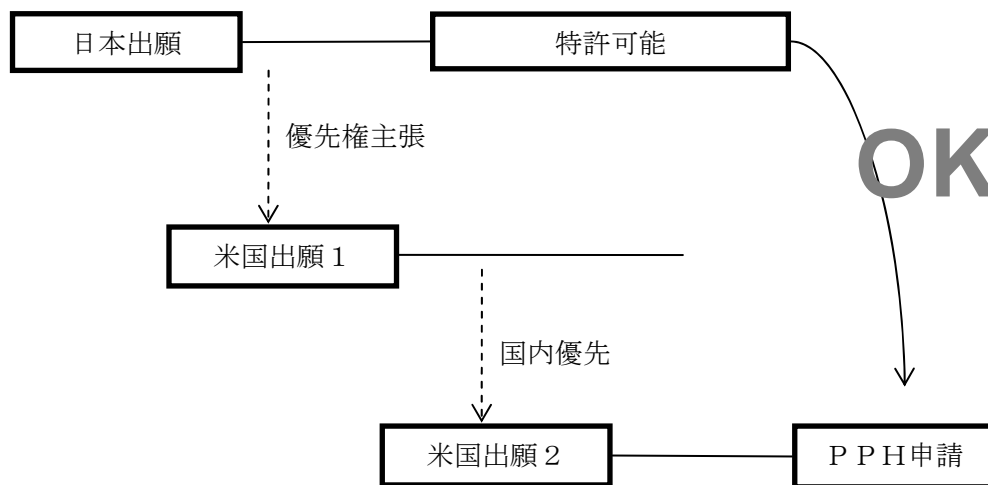 日本出願
特許可能
優先権主張
OK
米国出願１
国内優先
米国出願２
ＰＰＨ申請